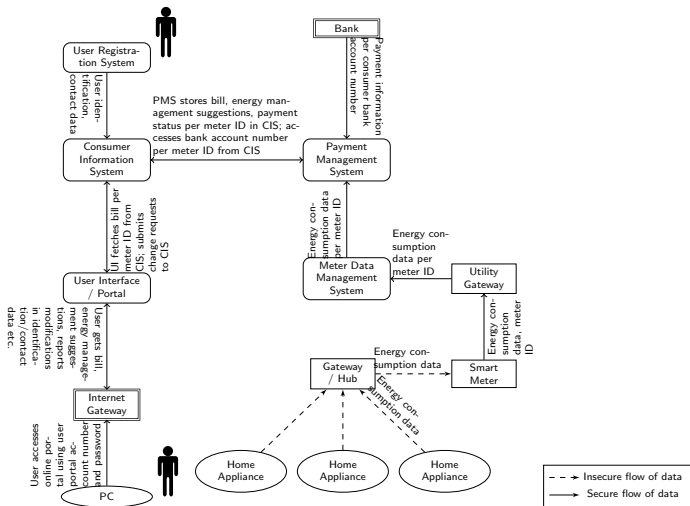 User Registra-
tion System
Bank
User iden-
tification,
contact data
Payment information
per consumer bank
account number
PMS stores bill, energy man-
agement suggestions, payment
status per meter ID in CIS; ac-
cesses bank account number
per meter ID from CIS
Consumer
Information
System
Payment
Management
System
UI fetches bill per
meter ID from
CIS; submits
change requests
to CIS
Energy con-
sumption data
per meter ID
Energy con-
sumption data per
meter ID
User Interface
/ Portal
Meter Data
Management
System
Utility
Gateway
User gets bill,
energy manage-
ment sugges-
tions, reports
modifications
in identifica-
tion/contact
data etc.
Energy con-
sumption
data, meter
ID
Energy con-
sumption data
Gateway
/ Hub
Smart
Meter
Energy con-
sumption
data
Internet
Gateway
User accesses
online por-
tal using user
portal ac-
count number
and password
PC
Home
Appliance
Home
Appliance
Home
Appliance
Insecure flow of data
Secure flow of data